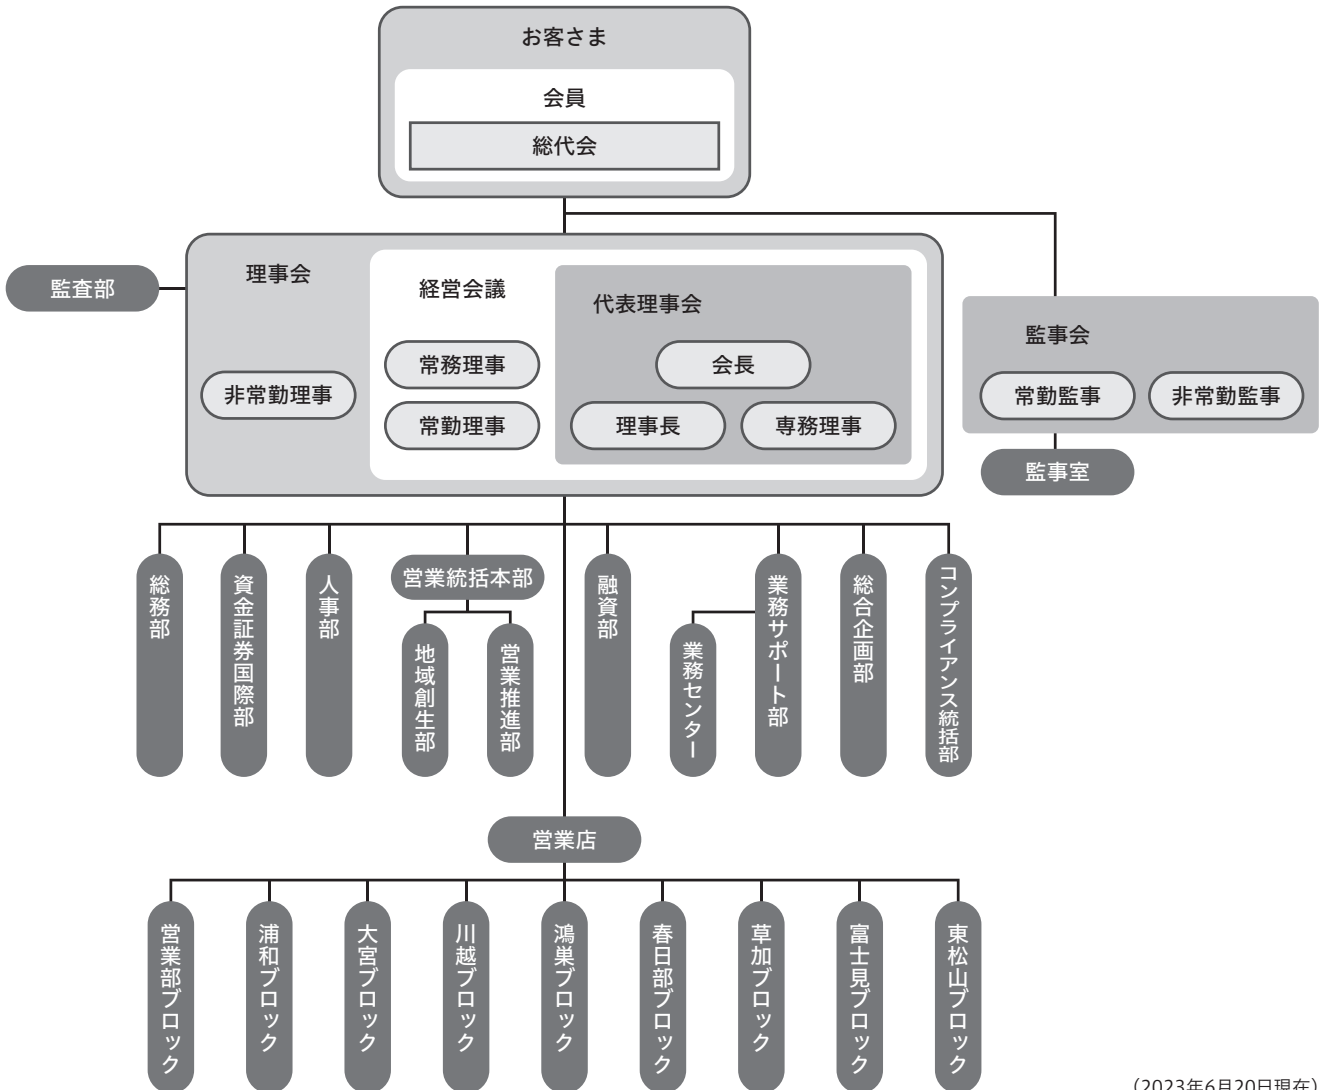 お客さま
会員
総代会
監査部
理事会
非常勤理事
経営会議
常務理事
常勤理事
代表理事会
会長
理事長
専務理事
監事会
常勤監事
非常勤監事
監事室
総務部
資金証券国際部
人事部
営業統括本部
地域創生部
営業推進部
融資部
業務センター
業務サポート部
総合企画部
コンプライアンス統括部
営業店
営業部ブロック
浦和ブロック
大宮ブロック
川越ブロック
鴻巣ブロック
春日部ブロック
草加ブロック
富士見ブロック
東松山ブロック
（2023年6月20日現在）